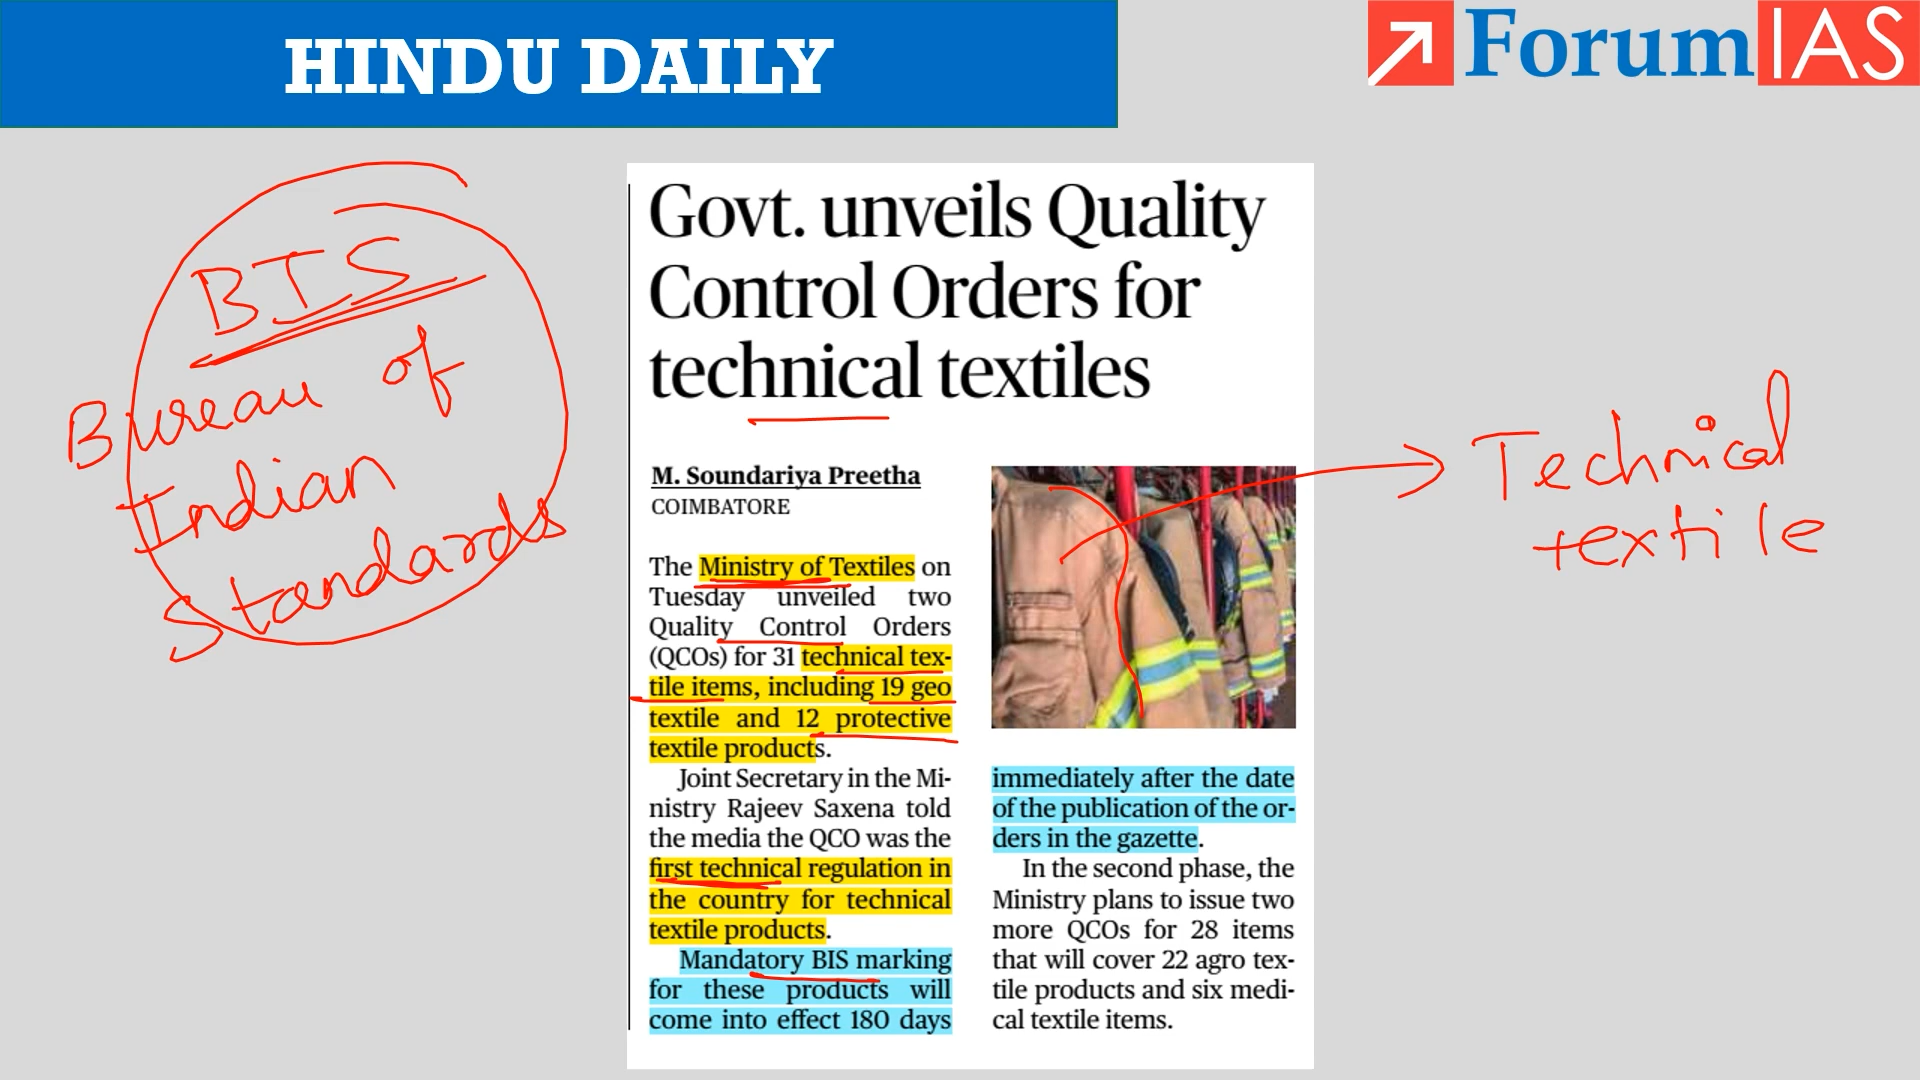 HINDU DAILY
ForumIAS
BIS
Bureau of
Indian
Standards
Govt. unveils Quality
Control Orders for
technical textiles
M. Soundariya Preetha
COIMBATORE
The Ministry of Textiles on
Tuesday unveiled two
Quality Control Orders
(QCOs) for 31 technical tex-
tile items, including 19 geo
textile and 12 protective
textile products.
Joint Secretary in the Mi-
nistry Rajeev Saxena told
the media the QCO was the
first technical regulation in
the country for technical
textile products.
Mandatory BIS marking
for these products will
come into effect 180 days
immediately after the date
of the publication of the or-
ders in the gazette.
In the second phase, the
Ministry plans to issue two
more QCOs for 28 items
that will cover 22 agro tex-
tile products and six medi-
cal textile items.
Technical
textile